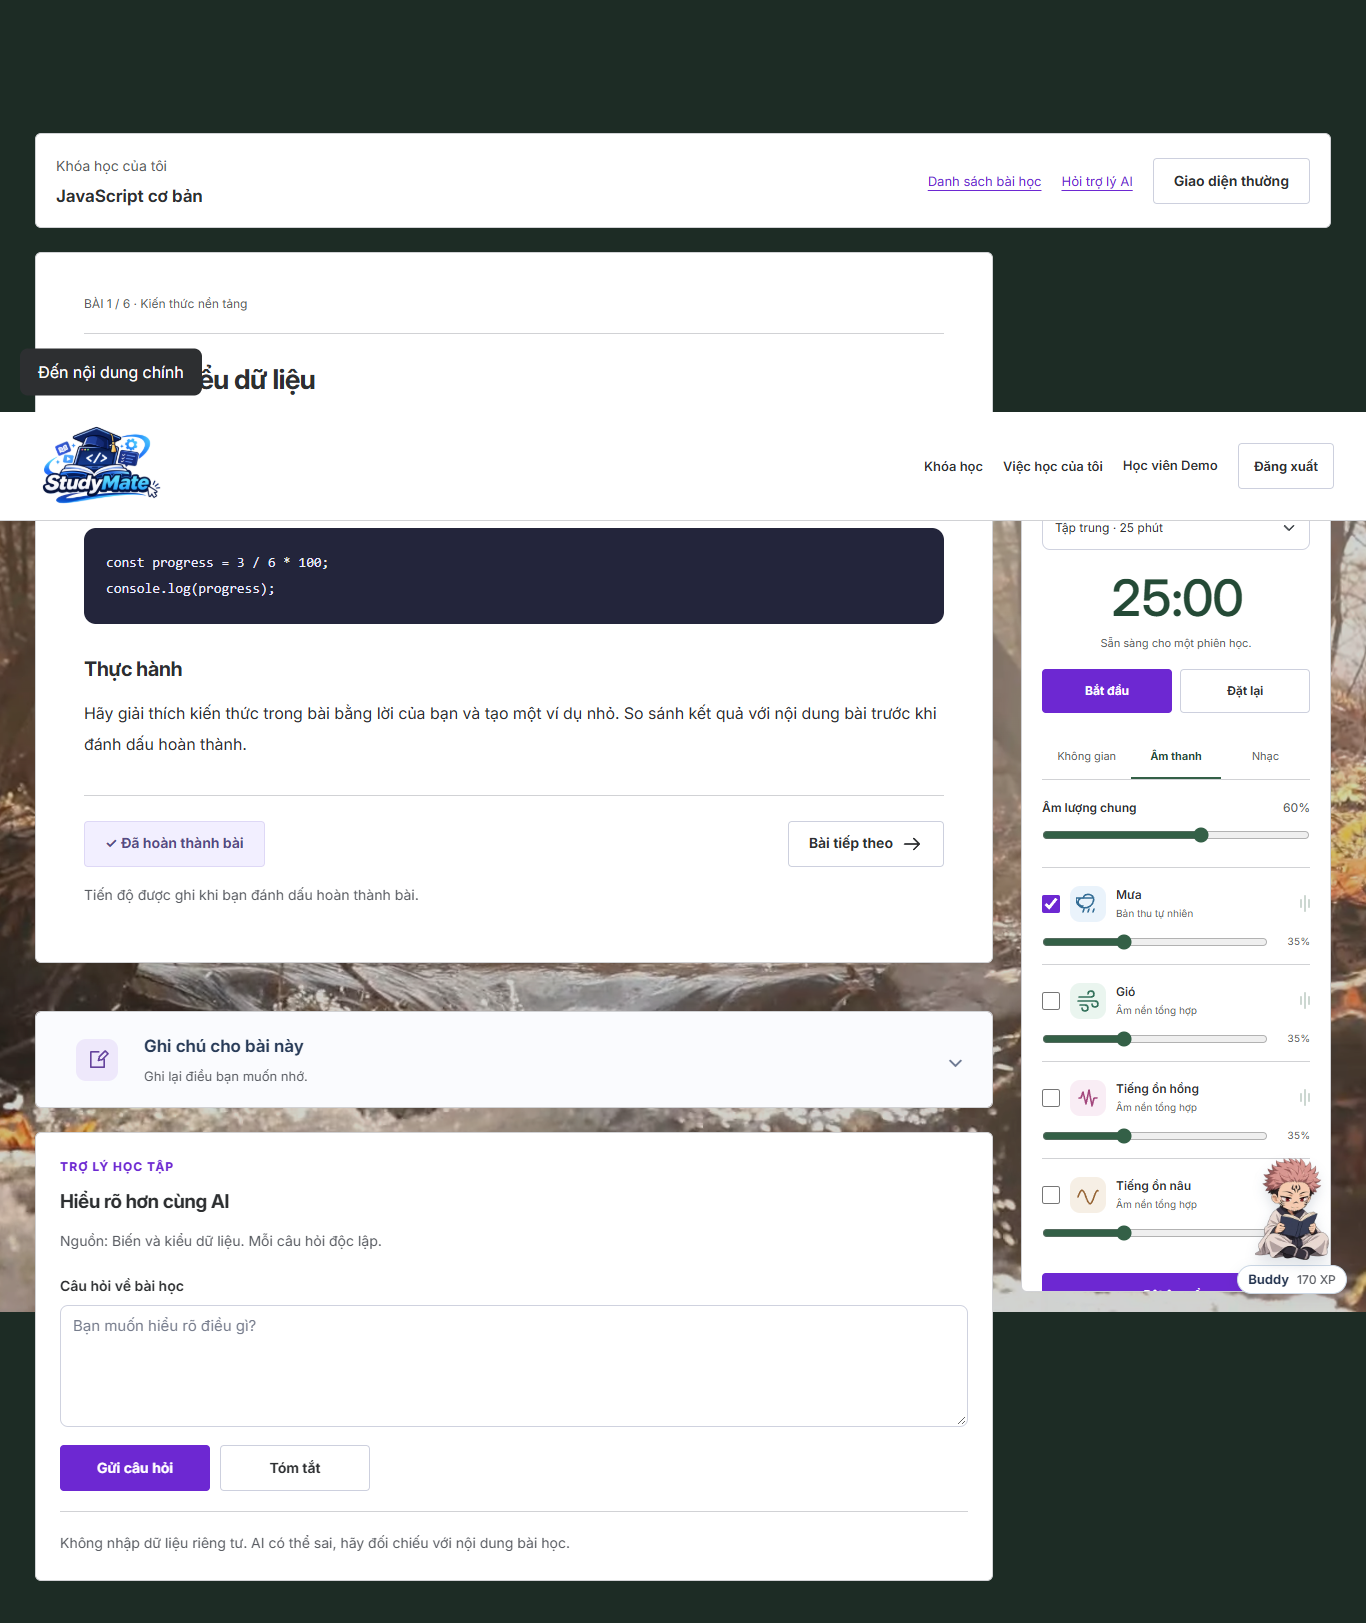 Khóa học của tôi
JavaScript cơ bản
Danh sách bài học
Hỏi trợ lý AI
Giao diện thường
BÀI 1 / 6 · Kiến thức nền tảng
Đến nội dung chính
ểu dữ liệu
</>
StudyMate
Khóa học
Việc học của tôi
Học viên Demo
Đăng xuất
const progress = 3 / 6 * 100;
console.log(progress);
Thực hành
Hãy giải thích kiến thức trong bài bằng lời của bạn và tạo một ví dụ nhỏ. So sánh kết quả với nội dung bài trước khi
đánh dấu hoàn thành.
Đã hoàn thành bài
Bài tiếp theo
Tiến độ được ghi khi bạn đánh dấu hoàn thành bài.
Ghi chú cho bài này
Ghi lại điều bạn muốn nhớ.
TRỢ LÝ HỌC TẬP
Hiểu rõ hơn cùng AI
Nguồn: Biến và kiểu dữ liệu. Mỗi câu hỏi độc lập.
Câu hỏi về bài học
Bạn muốn hiểu rõ điều gì?
Gửi câu hỏi
Tóm tắt
Không nhập dữ liệu riêng tư. AI có thể sai, hãy đối chiếu với nội dung bài học.
Tập trung · 25 phút
25:00
Sẵn sàng cho một phiên học.
Bắt đầu
Đặt lại
Không gian
Âm thanh
Nhạc
Âm lượng chung
60%
Mưa
Bản thu tự nhiên
35%
Gió
Âm nền tổng hợp
35%
Tiếng ồn hồng
Âm nền tổng hợp
35%
Tiếng ồn nâu
Âm nền tổng hợp
Buddy 170 XP